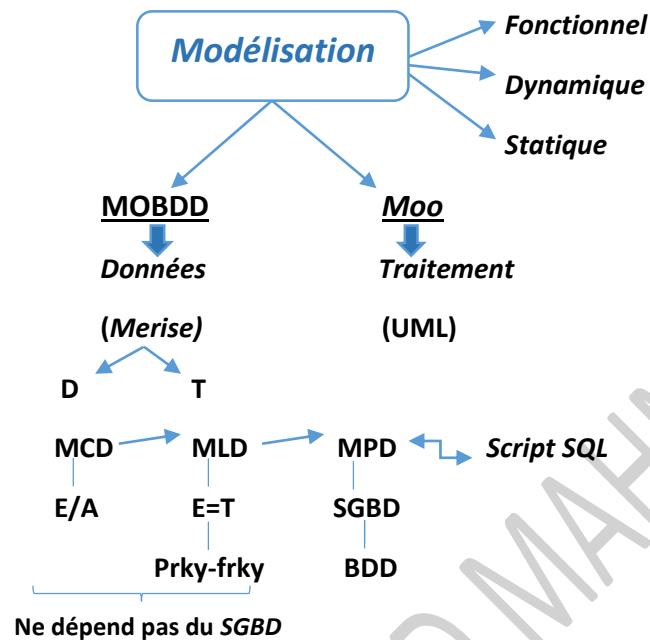 Modélisation
Fonctionnel
Dynamique
Statique
MOBDD Moo
Données Traitement
(Merise) (UML)
D T
MCD MLD MPD Script SQL
E/A E=T SGBD
Prky-frky BDD
Ne dépend pas du SGBD